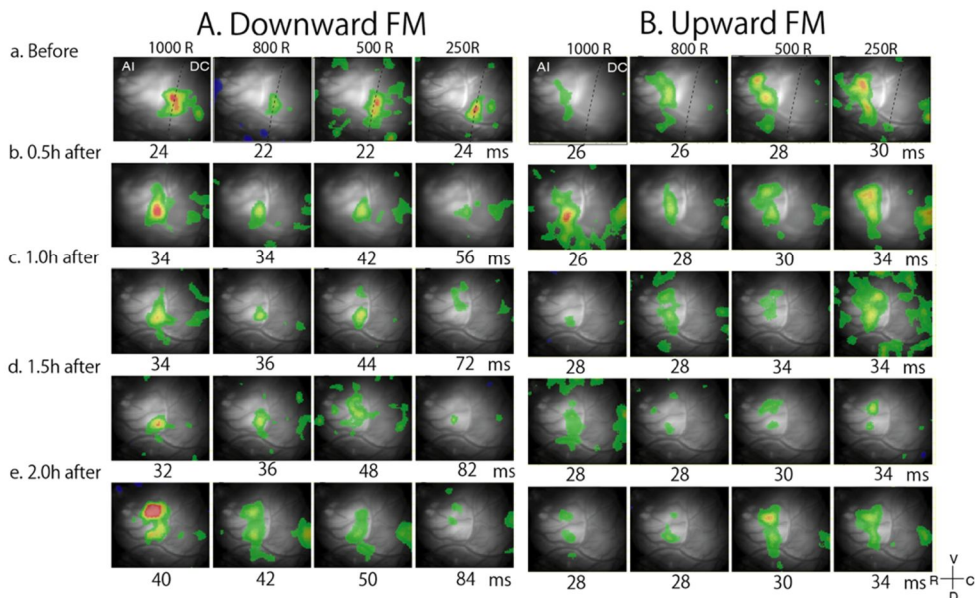 A. Downward FM
B. Upward FM
a. Before
1000 R 800 R 500 R 250R
1000 R 800 R 500 R 250R
AI DC
AI DC
24 22 22 24 ms
26 26 28 30 ms
b. 0.5h after
34 34 42 56 ms
26 28 30 34 ms
c. 1.0h after
34 36 44 72 ms
28 28 34 34 ms
d. 1.5h after
32 36 48 82 ms
28 28 30 34 ms
e. 2.0h after
40 42 50 84 ms
28 28 30 34 ms
V
R C
D